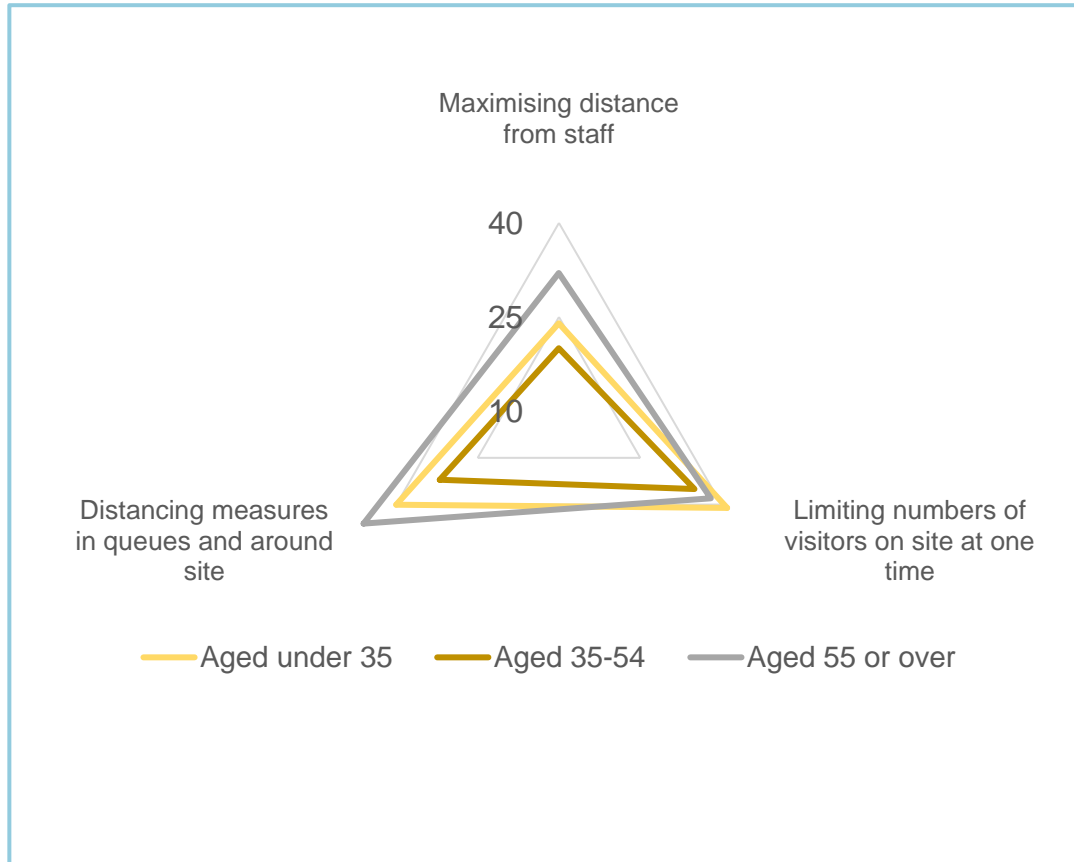 Maximising distance
from staff
40
25
10
Distancing measures
in queues and around
site
Limiting numbers of
visitors on site at one
time
Aged under 35
Aged 35-54
Aged 55 or over